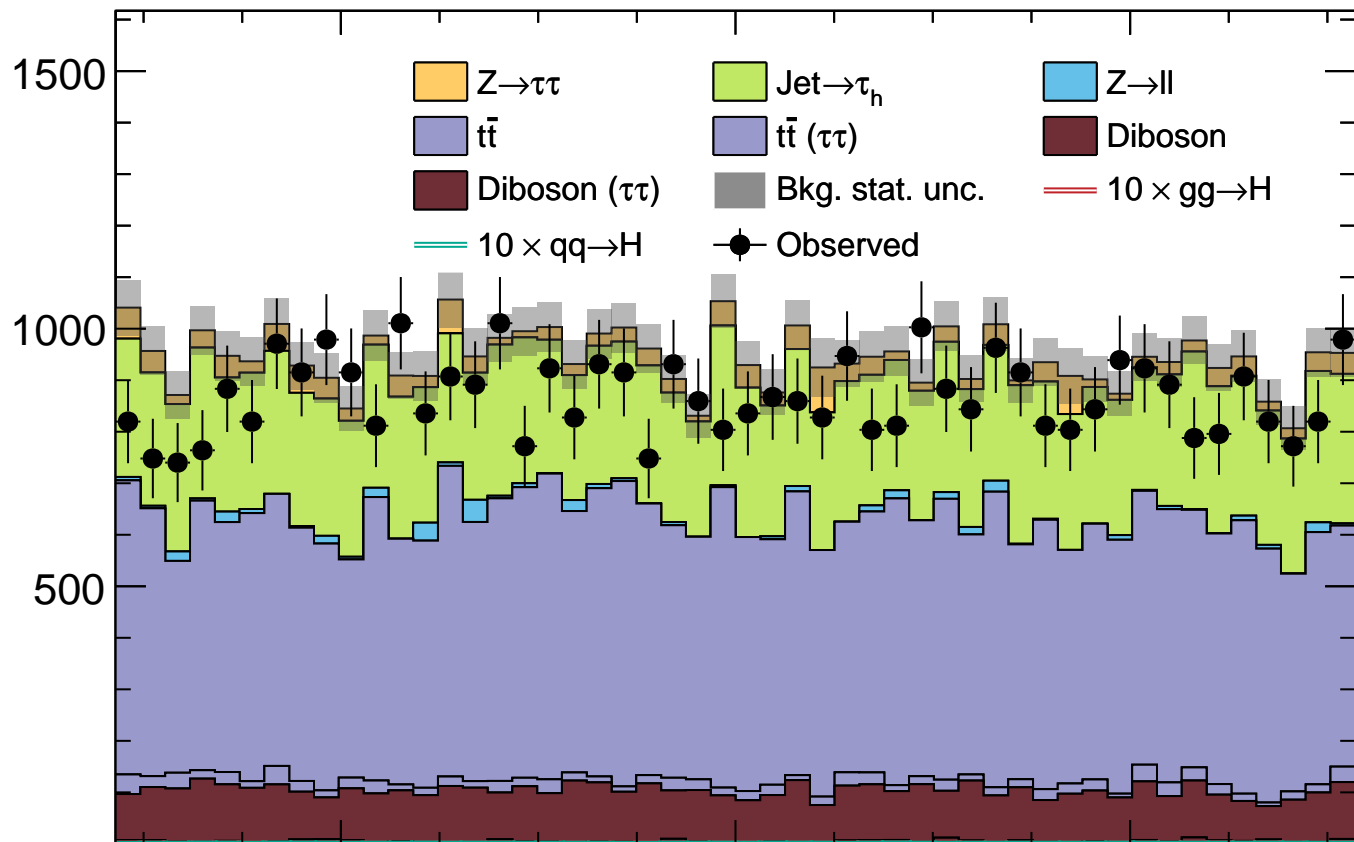 1500
Z→ττ Jet→τh Z→ll
tt̄ tt̄ (ττ) Diboson
Diboson (ττ) Bkg. stat. unc. 10 × gg→H
10 × qq→H Observed
1000
500